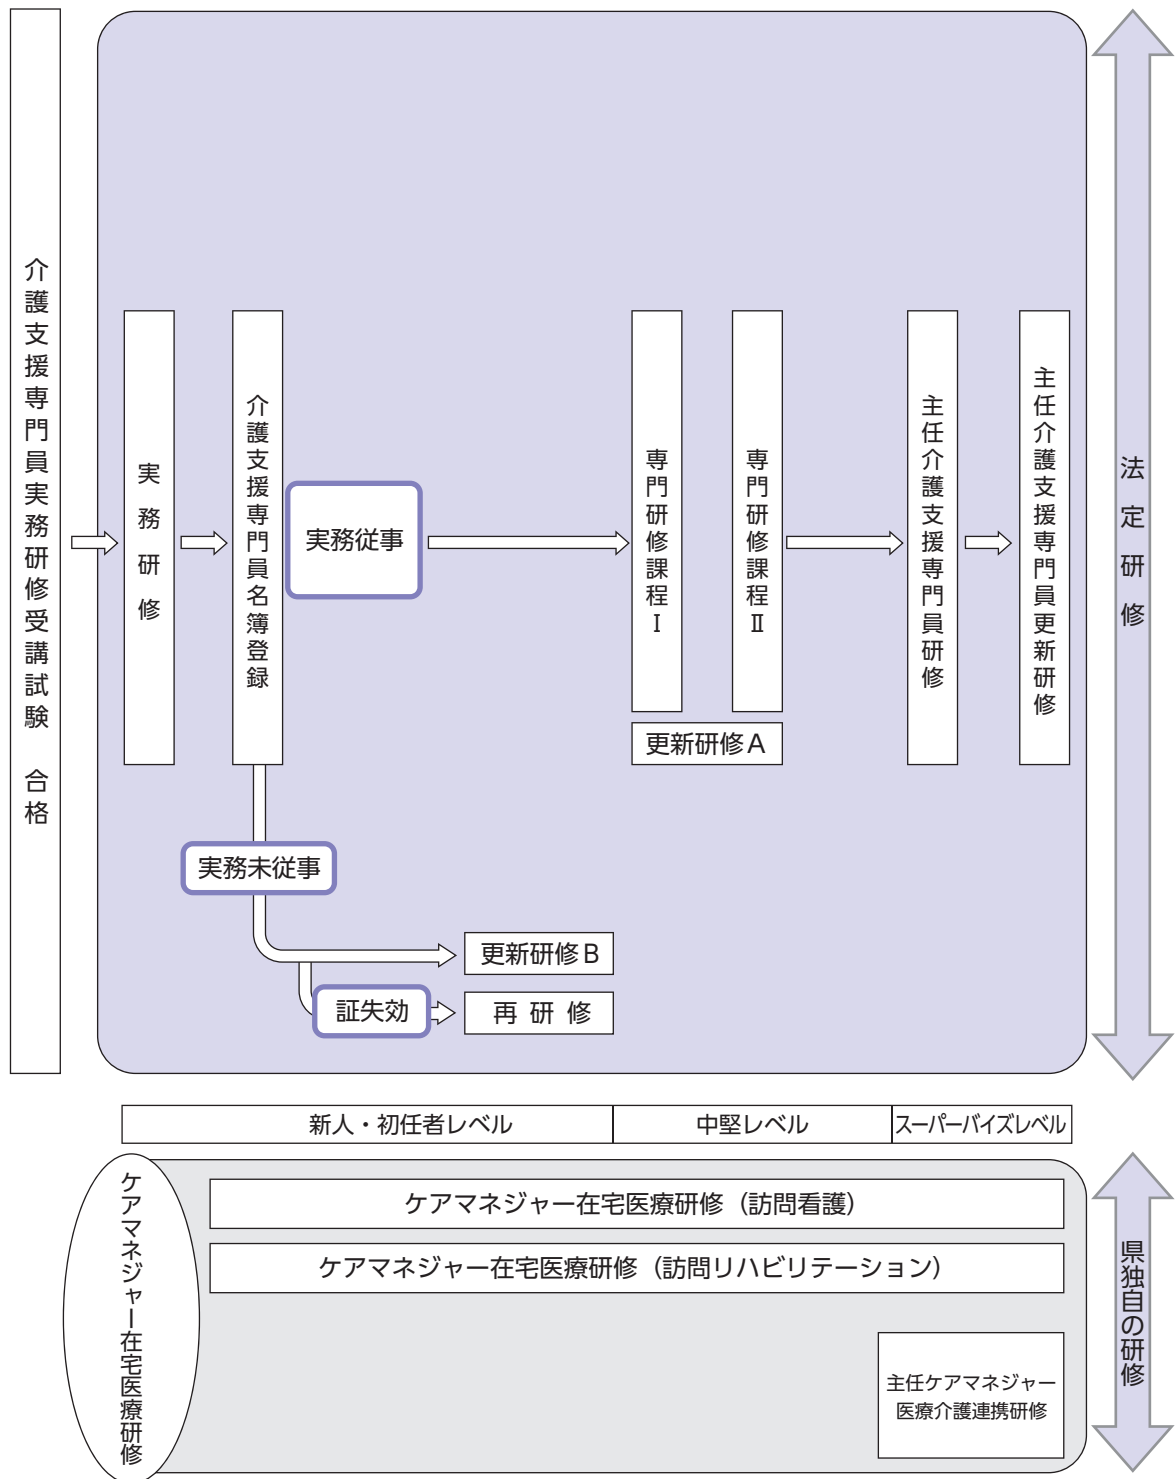 介護支援専門員実務研修受講試験　合格
実務研修
介護支援専門員名簿登録
実務従事
専門研修課程Ⅰ
専門研修課程Ⅱ
更新研修A
主任介護支援専門員研修
主任介護支援専門員更新研修
法定研修
実務未従事
更新研修B
証失効
再研修
新人・初任者レベル
中堅レベル
スーパーバイズレベル
ケアマネジャー在宅医療研修
ケアマネジャー在宅医療研修（訪問看護）
ケアマネジャー在宅医療研修（訪問リハビリテーション）
主任ケアマネジャー
医療介護連携研修
県独自の研修